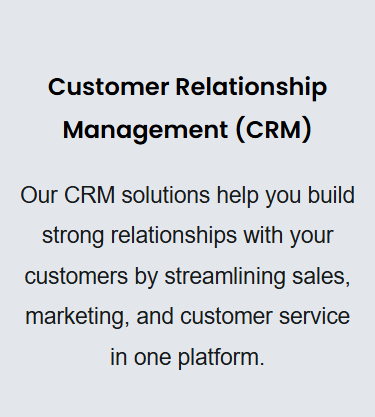 Customer Relationship
Management (CRM)
Our CRM solutions help you build
strong relationships with your
customers by streamlining sales,
marketing, and customer service
in one platform.